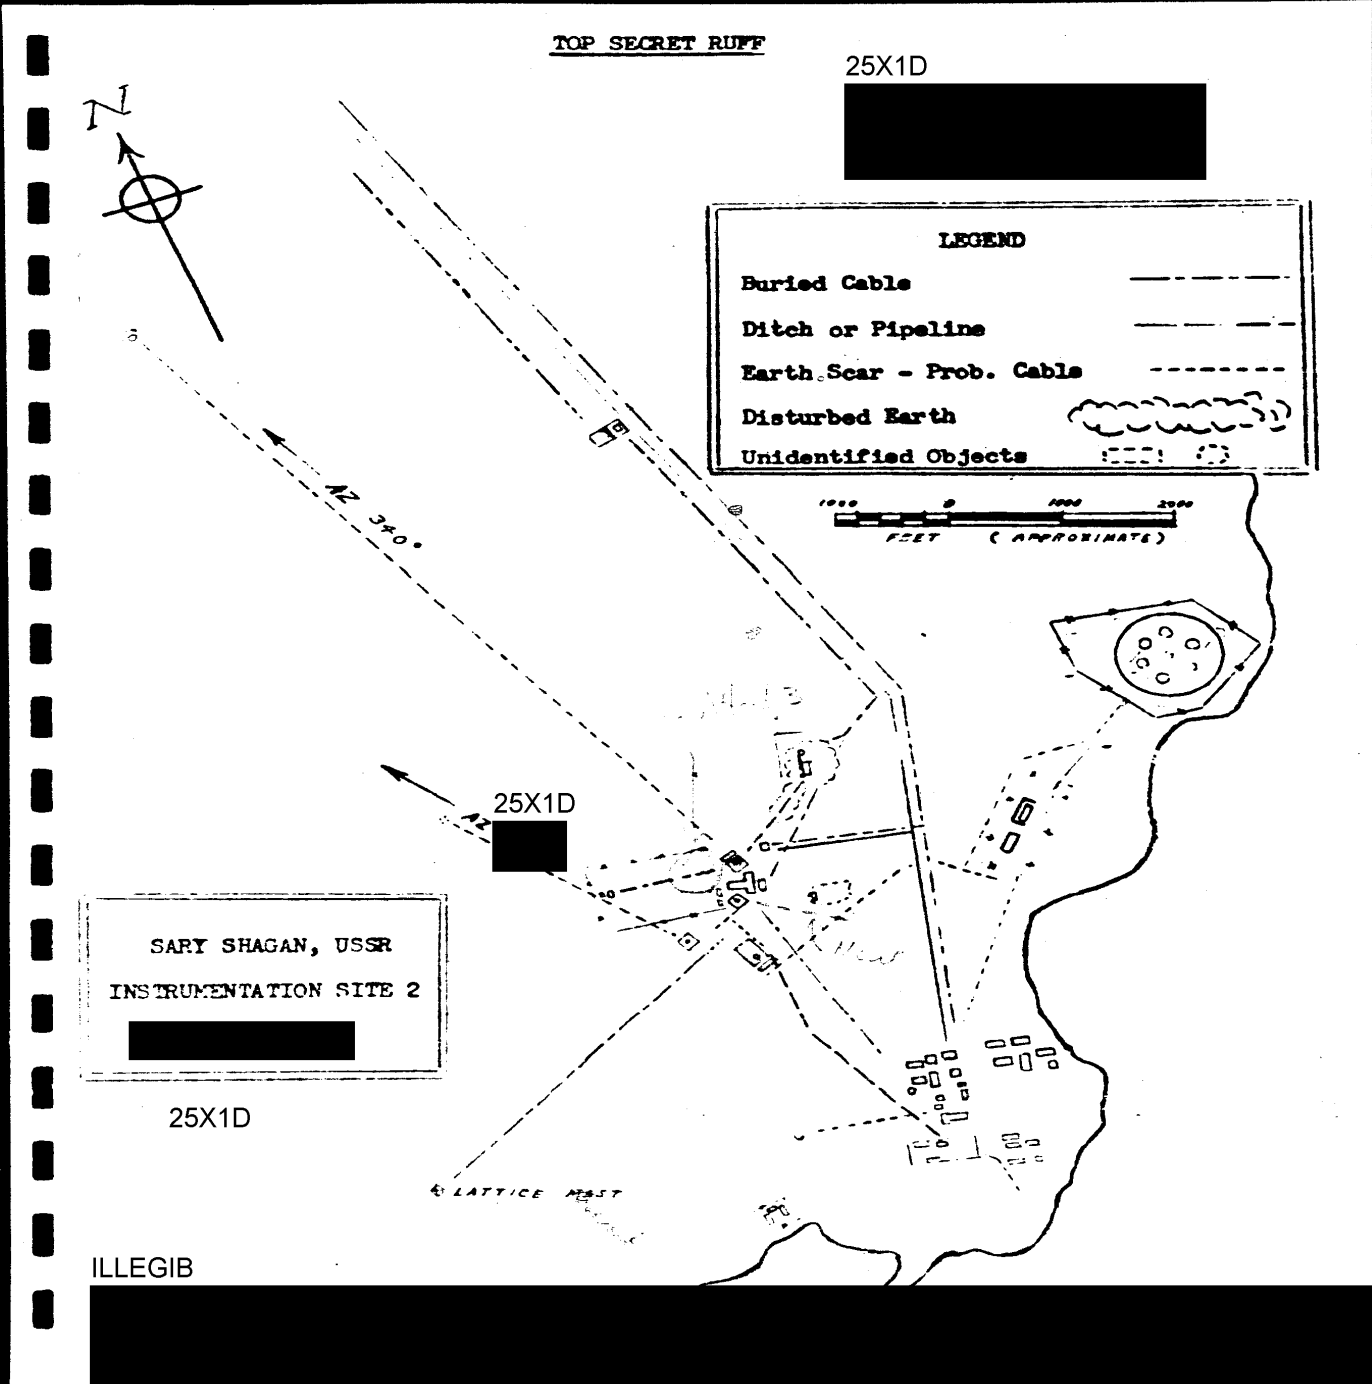 TOP SECRET RUFF
25X1D
N
LEGEND
Buried Cable
Ditch or Pipeline
Earth Scar - Prob. Cable
Disturbed Earth
Unidentified Objects
1000 0 1000 2000
FEET (APPROXIMATE)
AZ 340°
25X1D
AZ
SARY SHAGAN, USSR
INSTRUMENTATION SITE 2
25X1D
LATTICE MAST
ILLEGIB